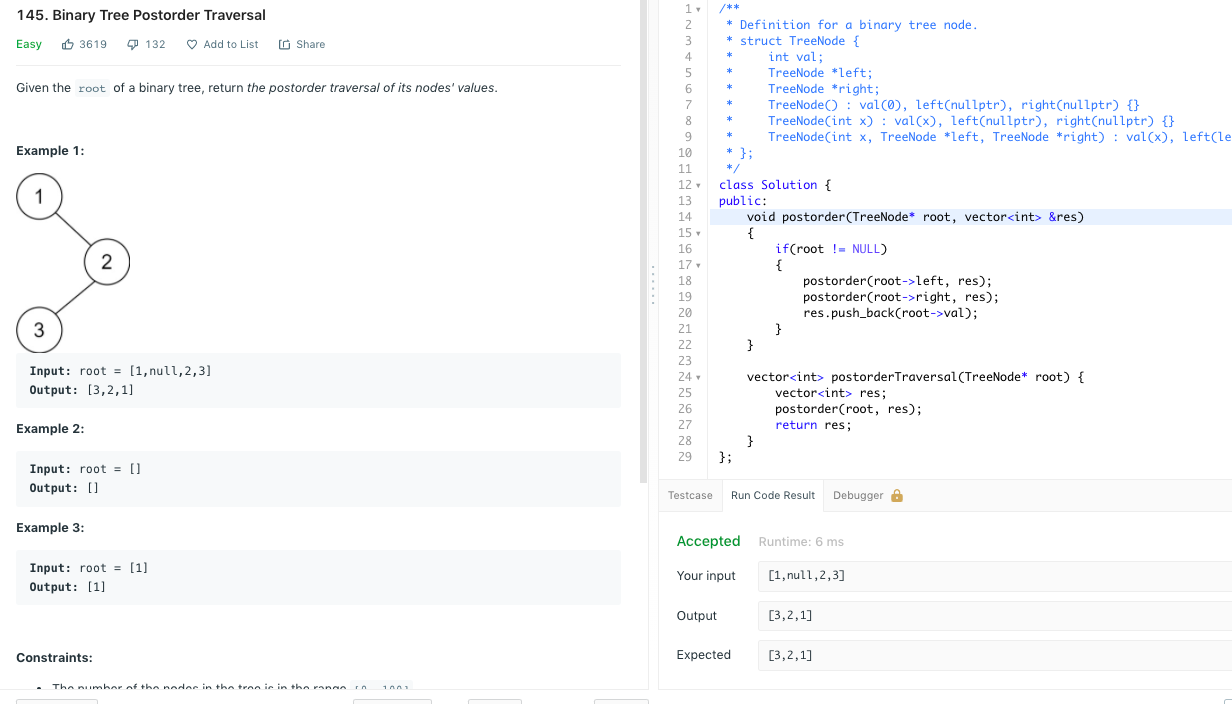 145. Binary Tree Postorder Traversal
Easy 3619 132 Add to List Share
Given the root of a binary tree, return the postorder traversal of its nodes' values.
Example 1:
1
2
3
Input: root = [1,null,2,3]
Output: [3,2,1]
Example 2:
Input: root = []
Output: []
Example 3:
Input: root = [1]
Output: [1]
Constraints:
• The number of the nodes in the tree is in the range [0, 100]
1 /**
2  * Definition for a binary tree node.
3  * struct TreeNode {
4  *     int val;
5  *     TreeNode *left;
6  *     TreeNode *right;
7  *     TreeNode() : val(0), left(nullptr), right(nullptr) {}
8  *     TreeNode(int x) : val(x), left(nullptr), right(nullptr) {}
9  *     TreeNode(int x, TreeNode *left, TreeNode *right) : val(x), left(le
10  * };
11  */
12 class Solution {
13 public:
14     void postorder(TreeNode* root, vector<int> &res)
15     {
16         if(root != NULL)
17         {
18             postorder(root->left, res);
19             postorder(root->right, res);
20             res.push_back(root->val);
21         }
22     }
23
24     vector<int> postorderTraversal(TreeNode* root) {
25         vector<int> res;
26         postorder(root, res);
27         return res;
28     }
29 };
Testcase Run Code Result Debugger
Accepted Runtime: 6 ms
Your input [1,null,2,3]
Output [3,2,1]
Expected [3,2,1]